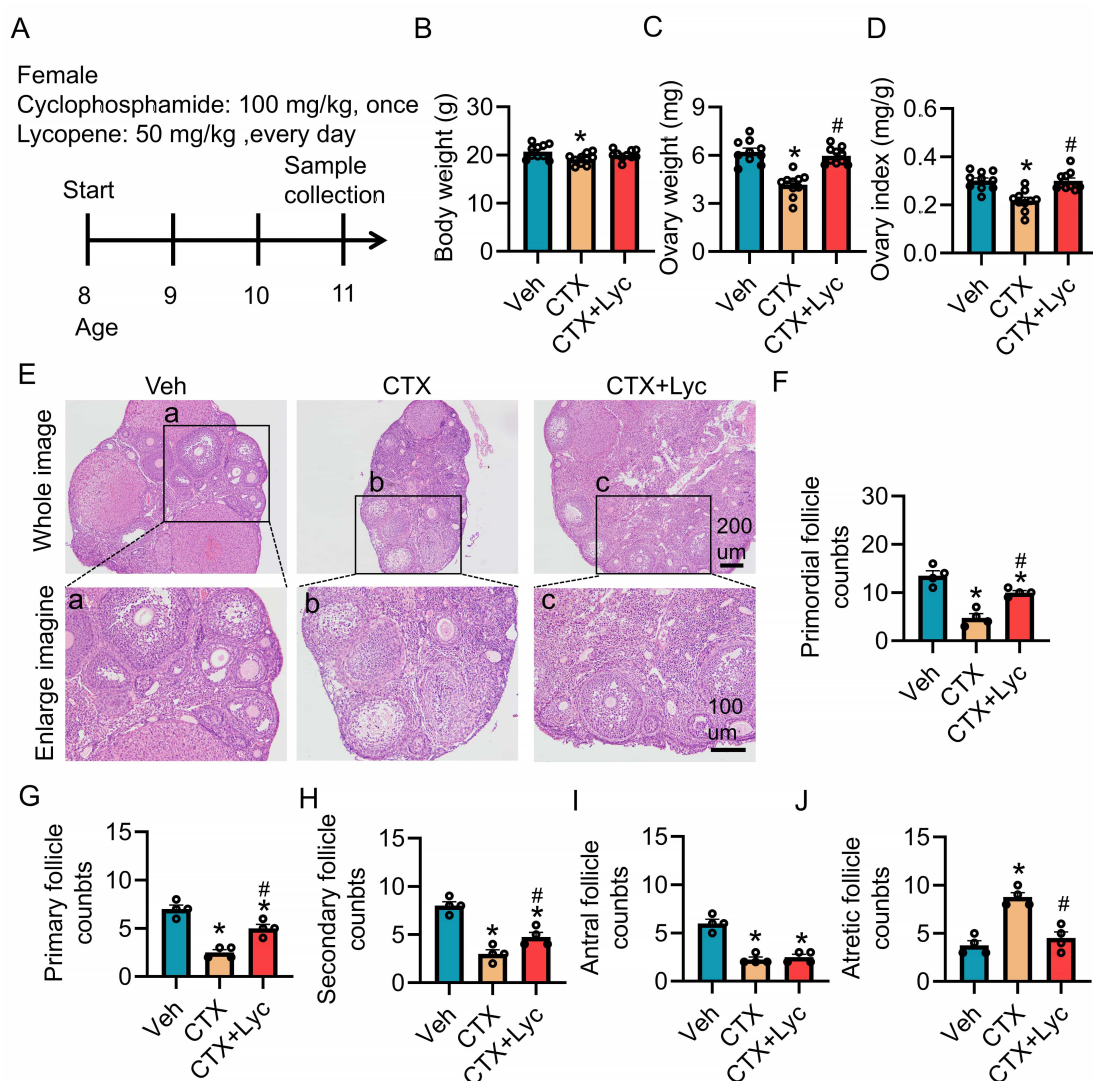 A
Female
Cyclophosphamide: 100 mg/kg, once
Lycopene: 50 mg/kg ,every day
Sample
collection
Start
8
9
10
11
Age
B
Body weight (g)
30
20
10
0
*
Veh
CTX
CTX+Lyc
C
Ovary weight (mg)
9
6
3
0
*
#
Veh
CTX
CTX+Lyc
D
Ovary index (mg/g)
0.6
0.4
0.2
0.0
*
#
Veh
CTX
CTX+Lyc
E
Veh
CTX
CTX+Lyc
Whole image
a
b
c
200
um
Enlarge imagine
a
b
c
100
um
F
Primordial follicle
counbts
30
20
10
0
*
#
*
Veh
CTX
CTX+Lyc
G
Primary follicle
counbts
15
10
5
0
*
#
*
Veh
CTX
CTX+Lyc
H
Secondary follicle
counbts
15
10
5
0
*
#
*
Veh
CTX
CTX+Lyc
I
Antral follicle
counbts
15
10
5
0
*
*
Veh
CTX
CTX+Lyc
J
Atretic follicle
counbts
15
10
5
0
*
#
Veh
CTX
CTX+Lyc